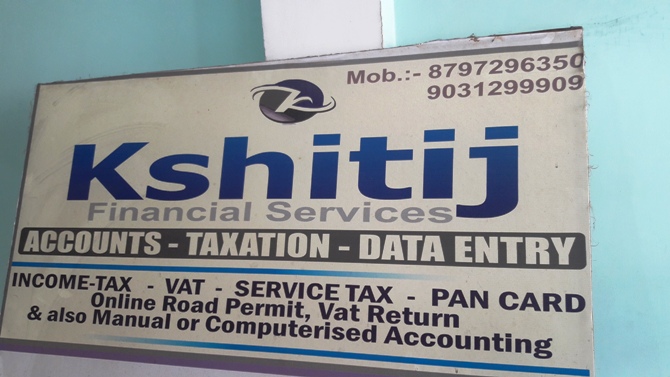 Mob.:- 8797296350
9031299909
Kshitij
Financial Services
ACCOUNTS - TAXATION - DATA ENTRY
INCOME-TAX - VAT - SERVICE TAX - PAN CARD
Online Road Permit, Vat Return
& also Manual or Computerised Accounting